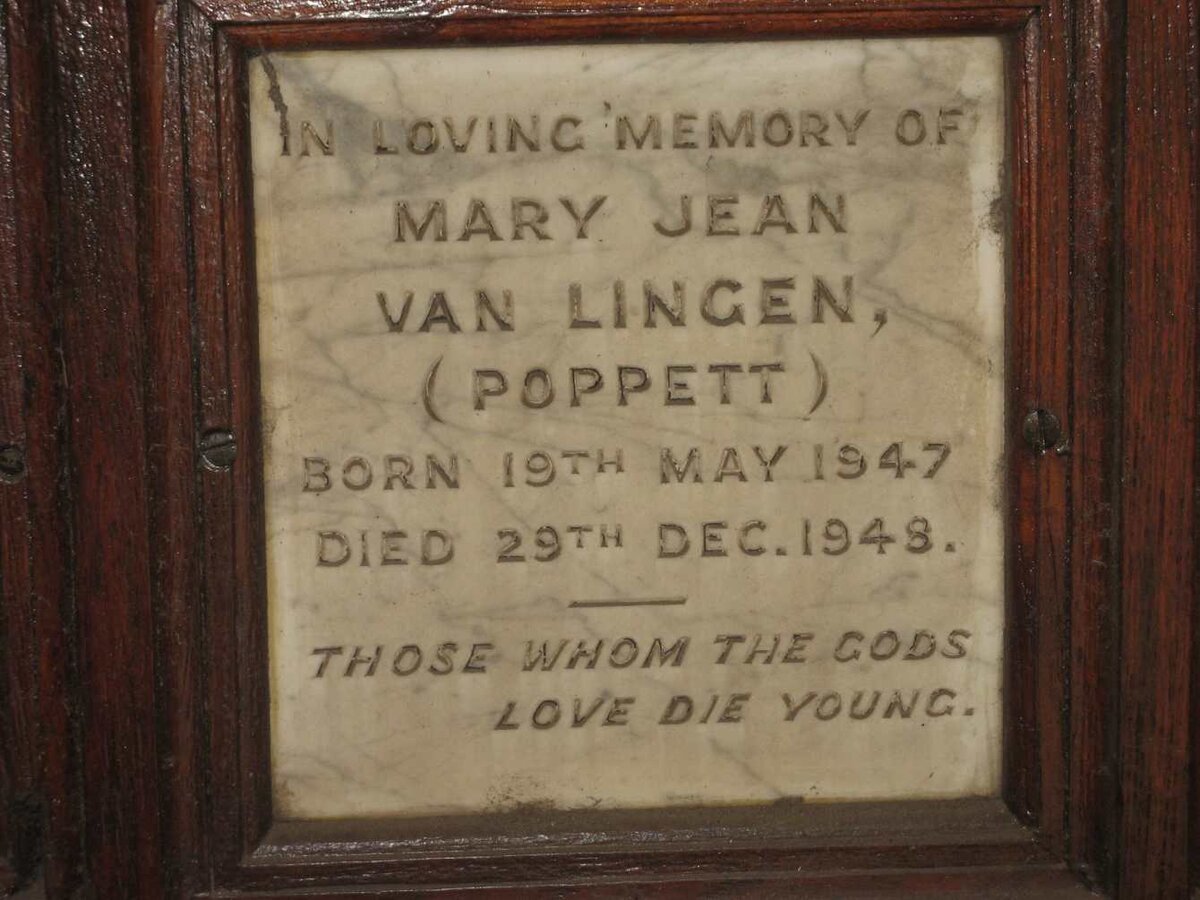 IN LOVING MEMORY OF
MARY JEAN
VAN LINGEN,
(POPPETT)
BORN 19TH MAY 1947
DIED 29TH DEC. 1948.
THOSE WHOM THE GODS
LOVE DIE YOUNG.